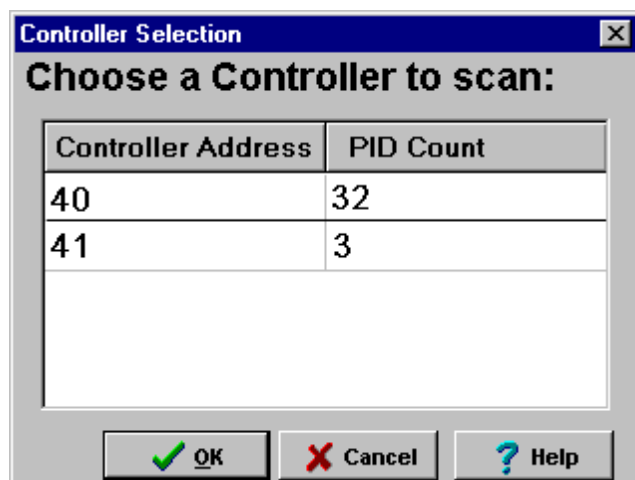 Controller Selection
Choose a Controller to scan:
Controller Address PID Count
40 32
41 3
OK Cancel Help